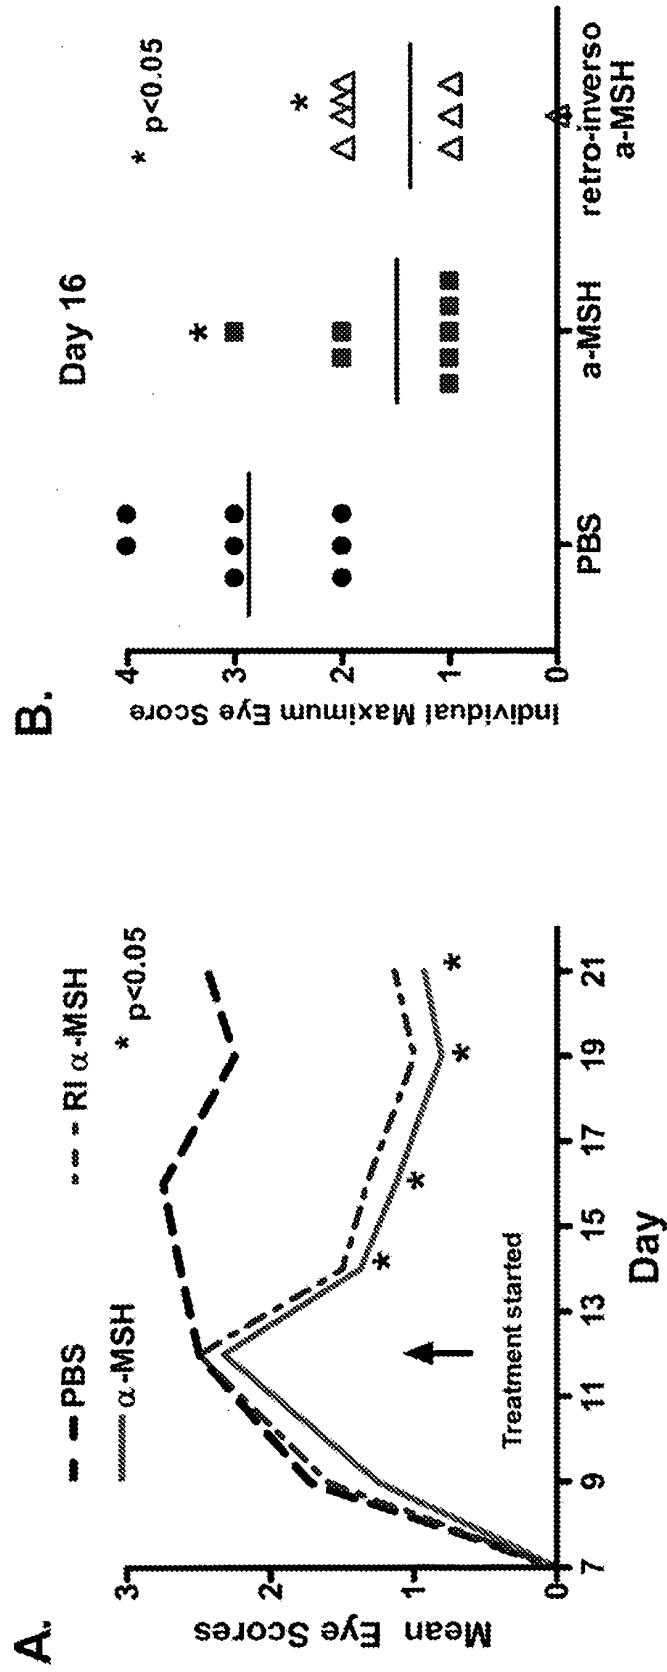 A.
PBS
RI α-MSH
α-MSH
* p<0.05
Mean Eye Scores
3
2
1
0
* * * *
Treatment started
7 9 11 13 15 17 19 21
Day
B.
Day 16
* p<0.05
Individual Maximum Eye Score
4
3
2
1
0
* *
PBS a-MSH retro-inverso
a-MSH